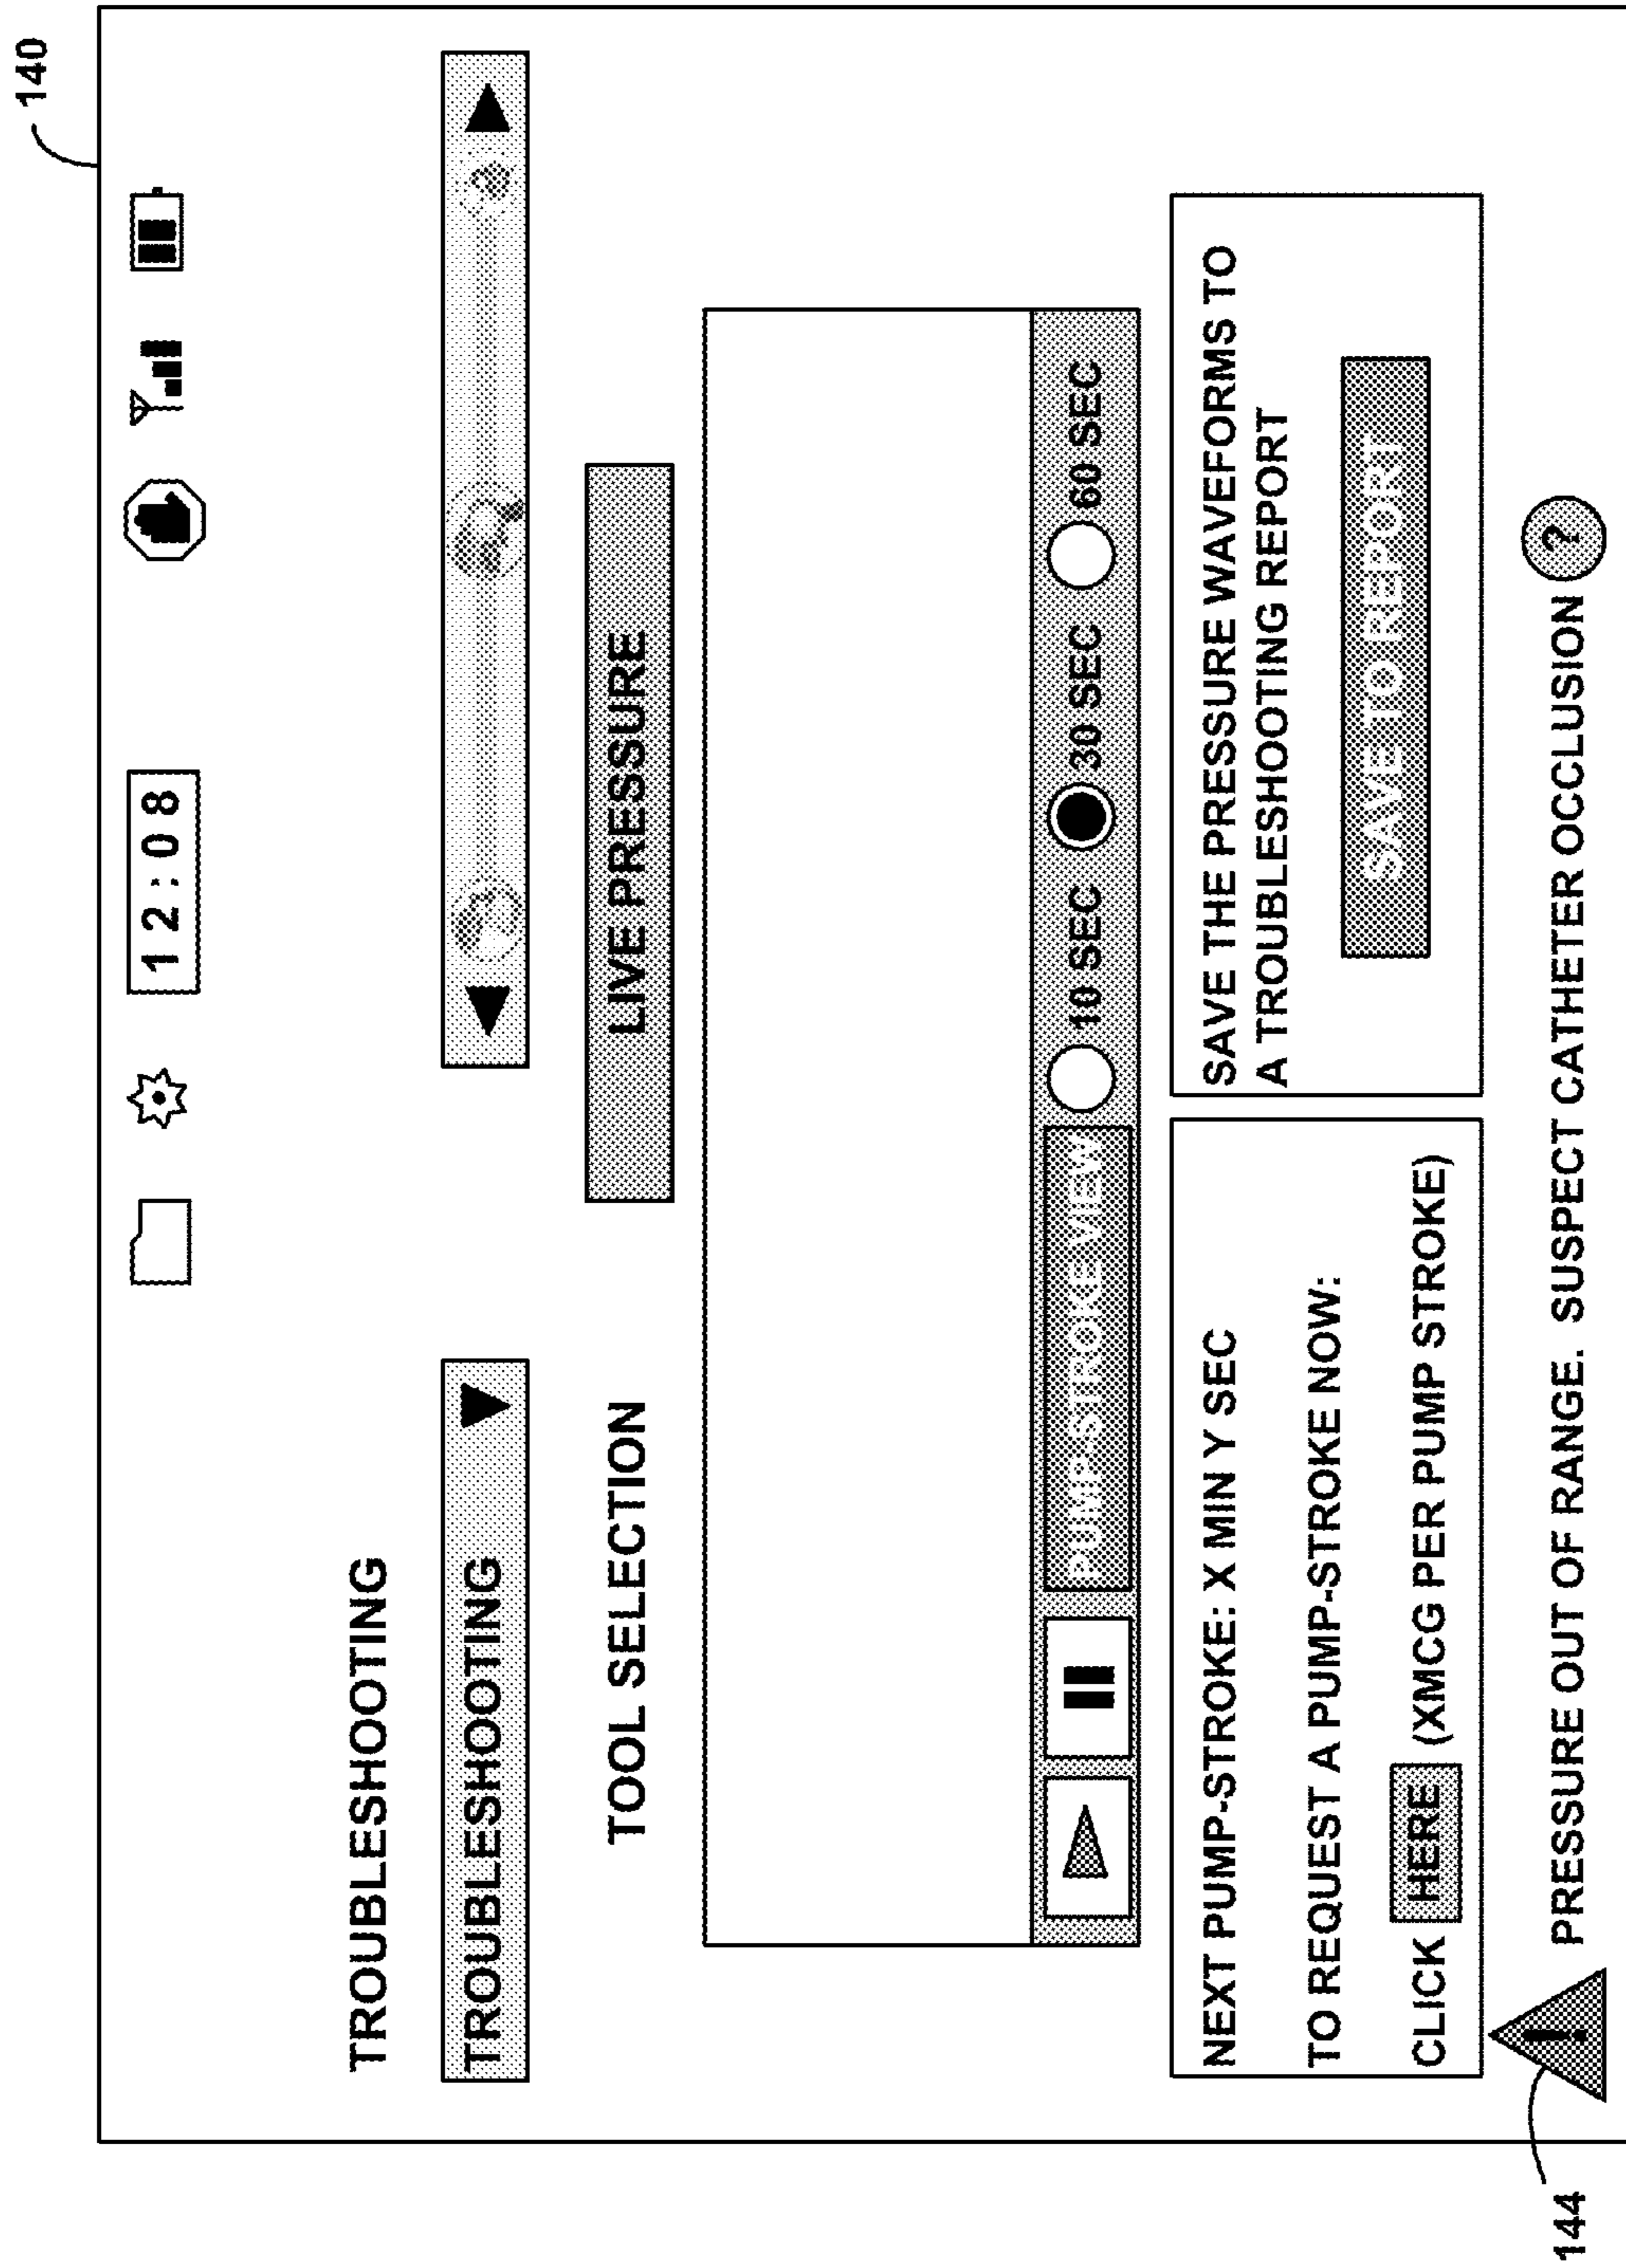 140
12:08
TROUBLESHOOTING
TROUBLESHOOTING
TOOL SELECTION
LIVE PRESSURE
PUMP-STROKE VIEW
10 SEC
30 SEC
60 SEC
NEXT PUMP-STROKE: X MIN Y SEC
TO REQUEST A PUMP-STROKE NOW:
CLICK HERE (XMCG PER PUMP STROKE)
SAVE THE PRESSURE WAVEFORMS TO
A TROUBLESHOOTING REPORT
SAVE TO REPORT
! PRESSURE OUT OF RANGE. SUSPECT CATHETER OCCLUSION ?
144